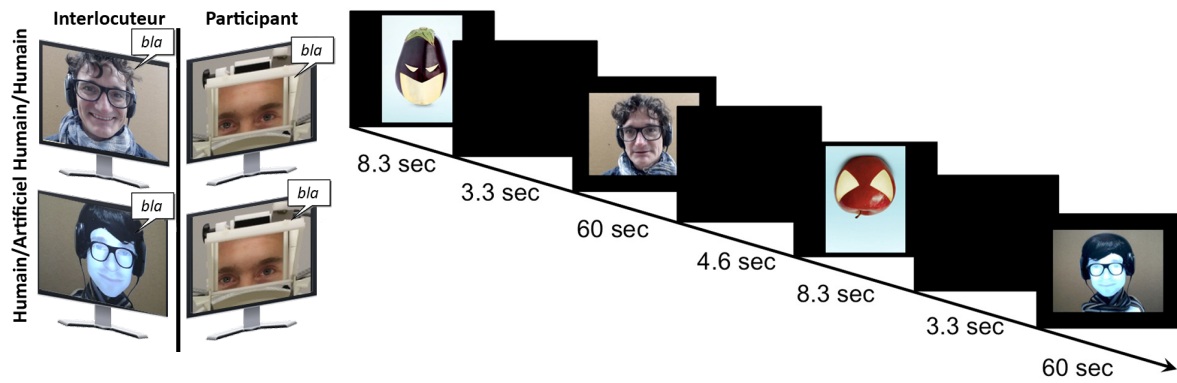 Interlocuteur
Participant
Humain/Artificiel Humain/Humain
bla
bla
bla
bla
8.3 sec
3.3 sec
60 sec
4.6 sec
8.3 sec
3.3 sec
60 sec